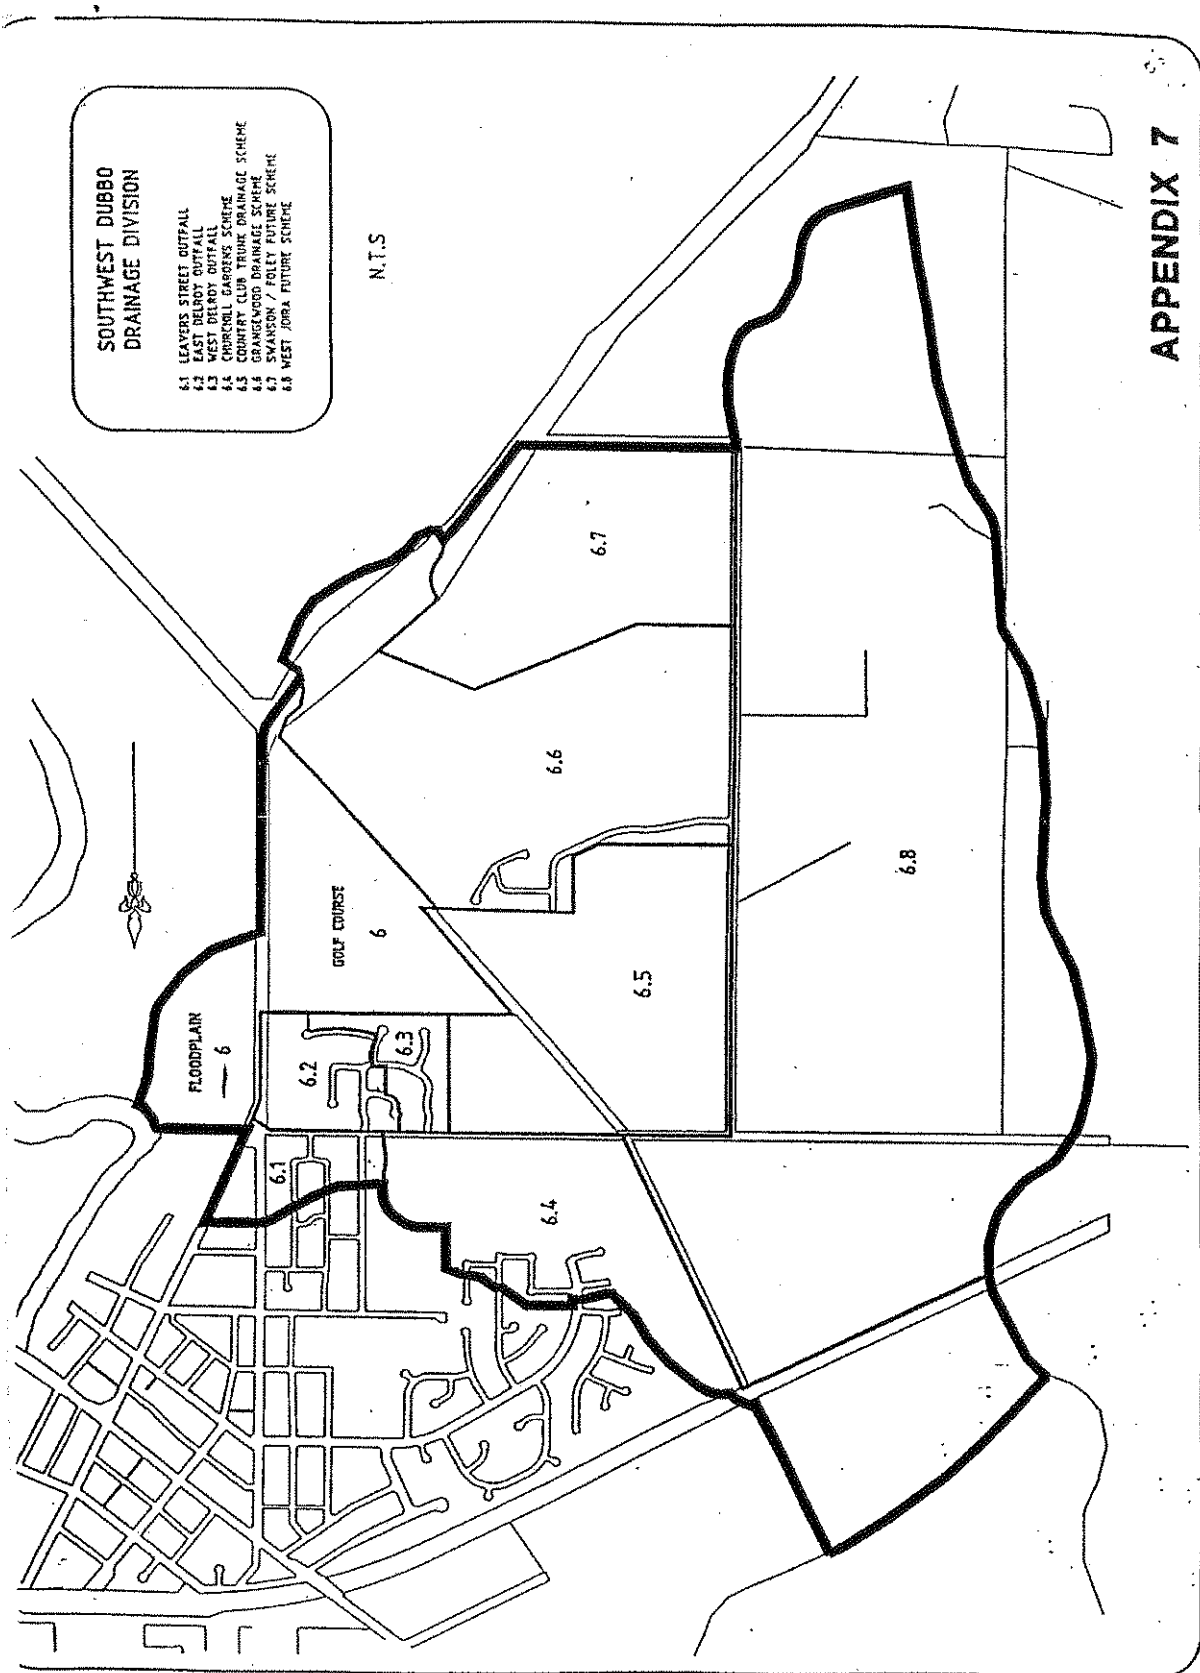 SOUTHWEST DUBBO
DRAINAGE DIVISION
6.1 LEAVERS STREET OUTFALL
6.2 EAST DELROY OUTFALL
6.3 WEST DELROY OUTFALL
6.4 CHURCHILL GARDENS SCHEME
6.5 COUNTRY CLUB TRUNK DRAINAGE SCHEME
6.6 GRANGEWOOD DRAINAGE SCHEME
6.7 SWANSON / FOLEY FUTURE SCHEME
6.8 WEST JOIRA FUTURE SCHEME
N.T.S
FLOODPLAIN
6
GOLF COURSE
6
6.1
6.2
6.3
6.4
6.5
6.6
6.7
6.8
APPENDIX 7